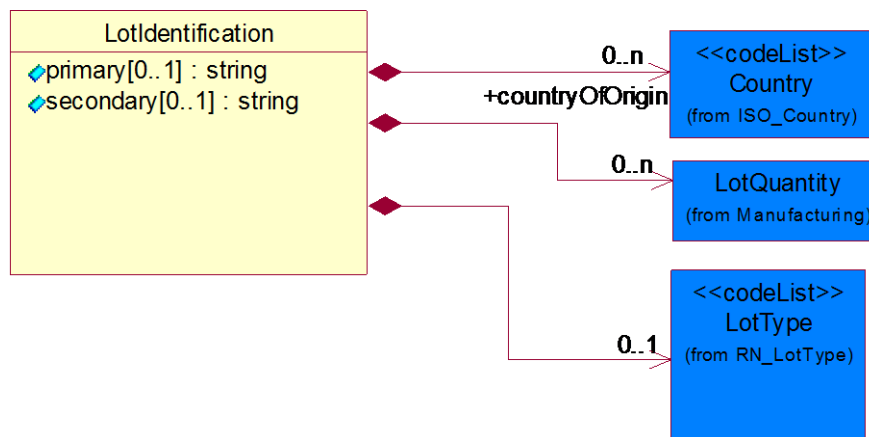 LotIdentification
primary[0..1] : string
secondary[0..1] : string
0..n
+countryOfOrigin
<<codeList>>
Country
(from ISO_Country)
0..n
LotQuantity
(from Manufacturing)
0..1
<<codeList>>
LotType
(from RN_LotType)